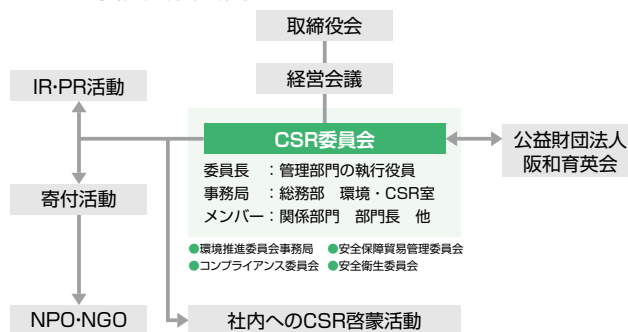 取締役会
経営会議
IR・PR活動
CSR委員会
公益財団法人
阪和育英会
委員長　：管理部門の執行役員
事務局　：総務部　環境・CSR室
メンバー：関係部門　部門長　他
寄付活動
●環境推進委員会事務局　●安全保障貿易管理委員会
●コンプライアンス委員会　●安全衛生委員会
NPO・NGO
社内へのCSR啓蒙活動